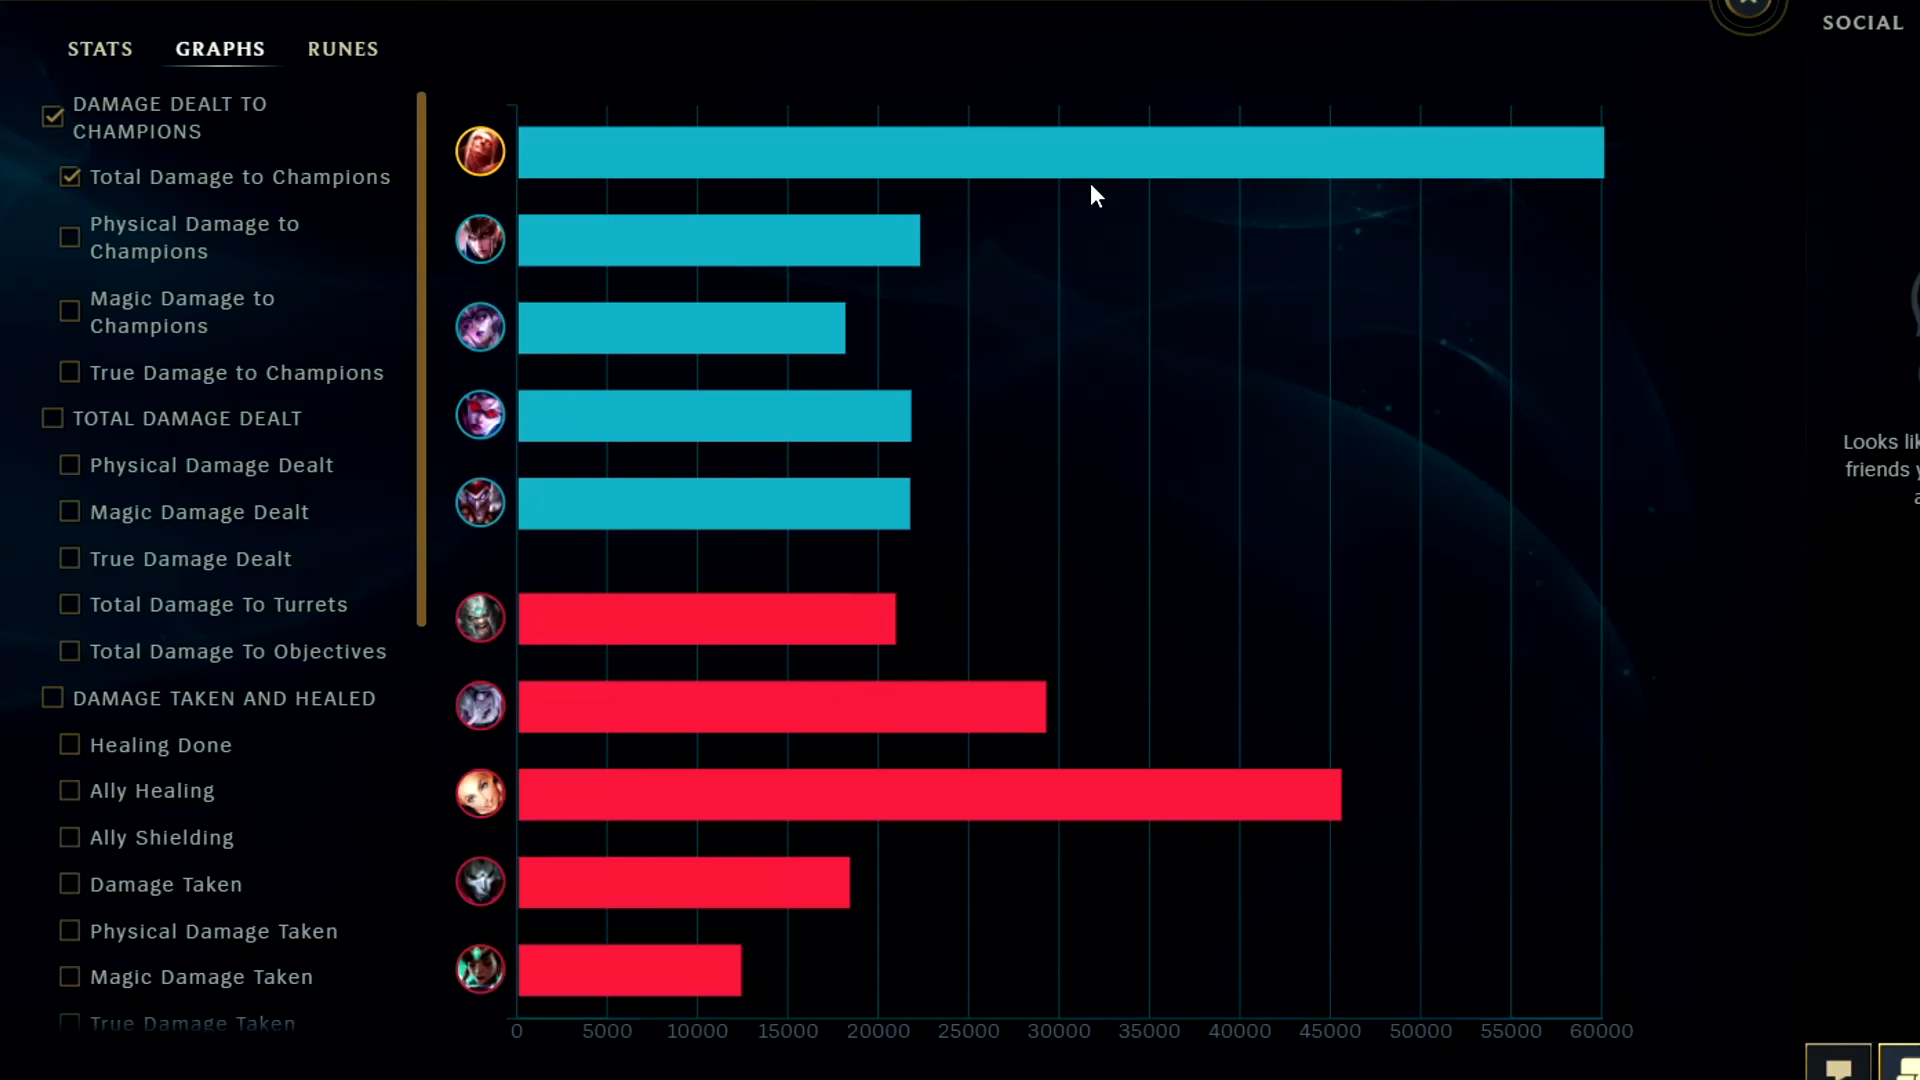 STATS GRAPHS RUNES
SOCIAL
DAMAGE DEALT TO
CHAMPIONS
Total Damage to Champions
Physical Damage to
Champions
Magic Damage to
Champions
True Damage to Champions
TOTAL DAMAGE DEALT
Physical Damage Dealt
Magic Damage Dealt
True Damage Dealt
Total Damage To Turrets
Total Damage To Objectives
DAMAGE TAKEN AND HEALED
Healing Done
Ally Healing
Ally Shielding
Damage Taken
Physical Damage Taken
Magic Damage Taken
True Damage Taken
0 5000 10000 15000 20000 25000 30000 35000 40000 45000 50000 55000 60000
Looks
friends